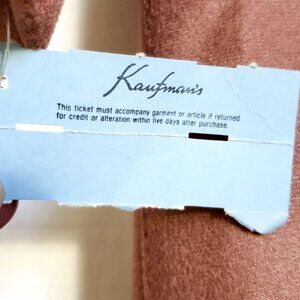 Kaufman's
This ticket must accompany garment or article if returned
for credit or alteration within five days after purchase.